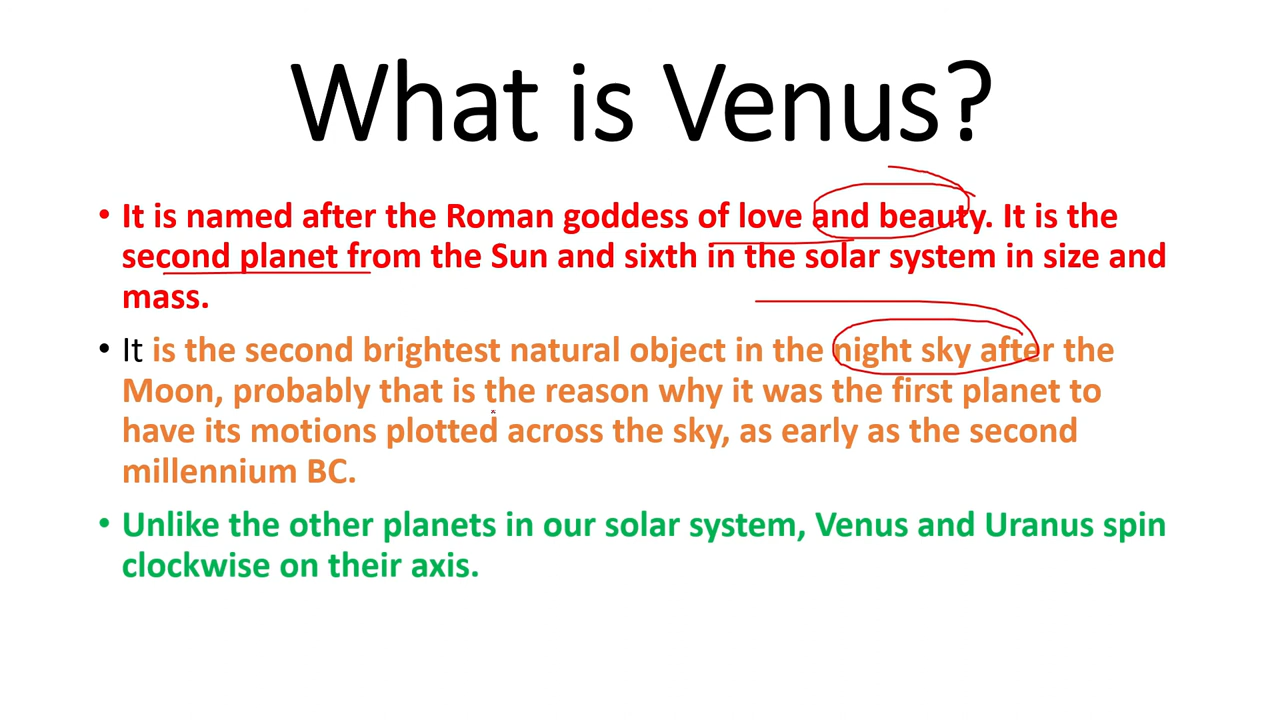 What is Venus?
• It is named after the Roman goddess of love and beauty. It is the
second planet from the Sun and sixth in the solar system in size and
mass.
• It is the second brightest natural object in the night sky after the
Moon, probably that is the reason why it was the first planet to
have its motions plotted across the sky, as early as the second
millennium BC.
• Unlike the other planets in our solar system, Venus and Uranus spin
clockwise on their axis.